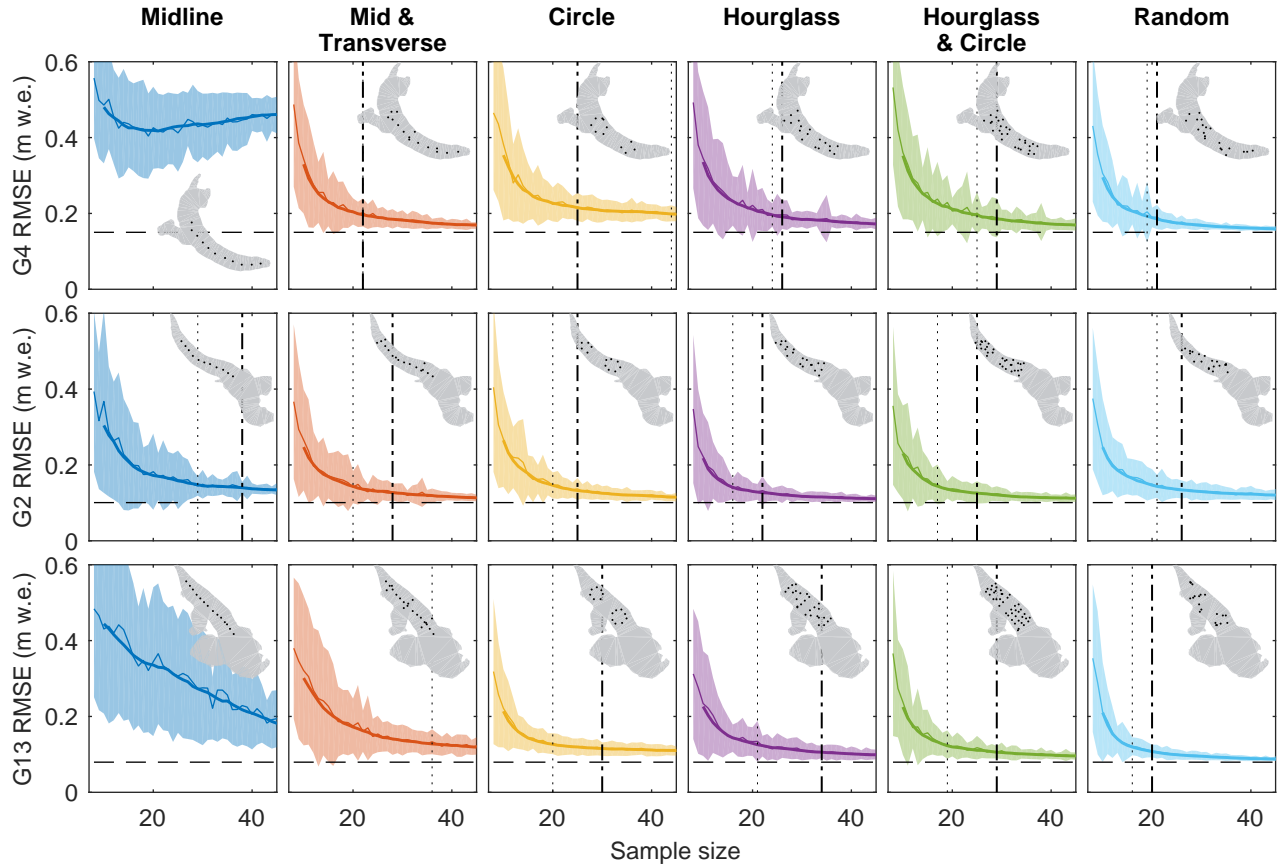 Midline
Mid &
Transverse
Circle
Hourglass
Hourglass
& Circle
Random
G4 RMSE (m w.e.)
0.6
0.4
0.2
0
G2 RMSE (m w.e.)
0.6
0.4
0.2
0
G13 RMSE (m w.e.)
0.6
0.4
0.2
0
20 40
20 40
20 40
20 40
20 40
20 40
Sample size